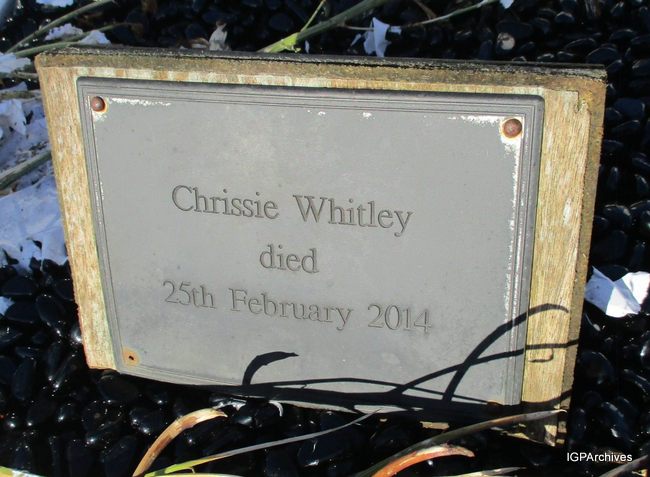 Chrissie Whitley
died
25th February 2014
IGPArchives